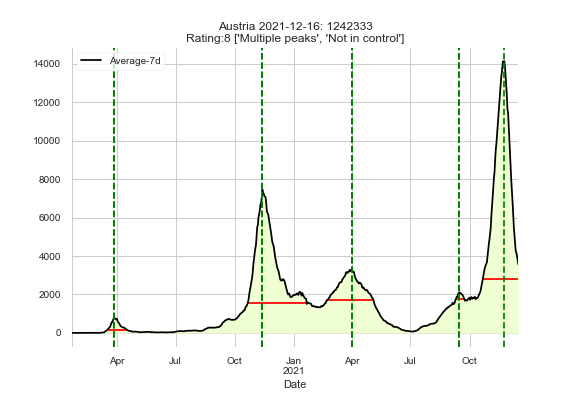 Austria 2021-12-16: 1242333
Rating:8 ['Multiple peaks', 'Not in control']
Average-7d
14000
12000
10000
8000
6000
4000
2000
0
Apr Jul Oct Jan Apr Jul Oct
2021
Date